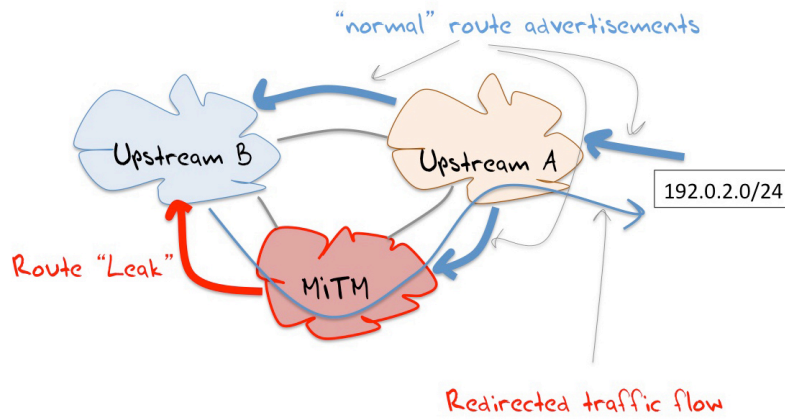 “normal” route advertisements
Upstream B
Upstream A
192.0.2.0/24
Route “Leak”
MiTM
Redirected traffic flow